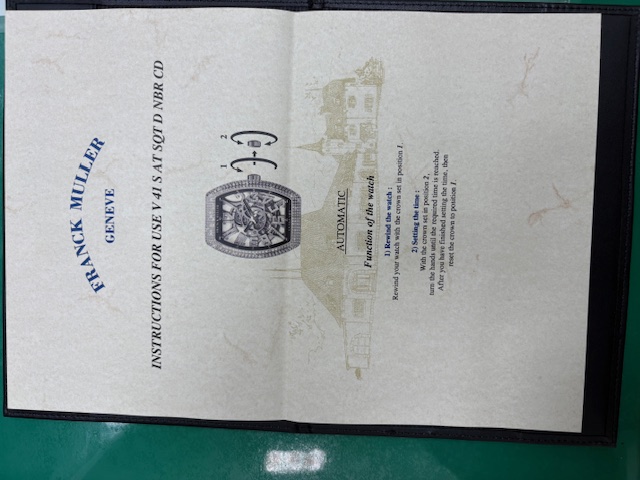 FRANCK MULLER
GENEVE
INSTRUCTIONS FOR USE V 41 S AT SQT D NBR CD
1 2
AUTOMATIC
Function of the watch
1) Rewind the watch :
Rewind your watch with the crown set in position 1.
2) Setting the time :
With the crown set in position 2,
turn the hands until the required time is reached.
After you have finished setting the time, then
reset the crown to position 1.